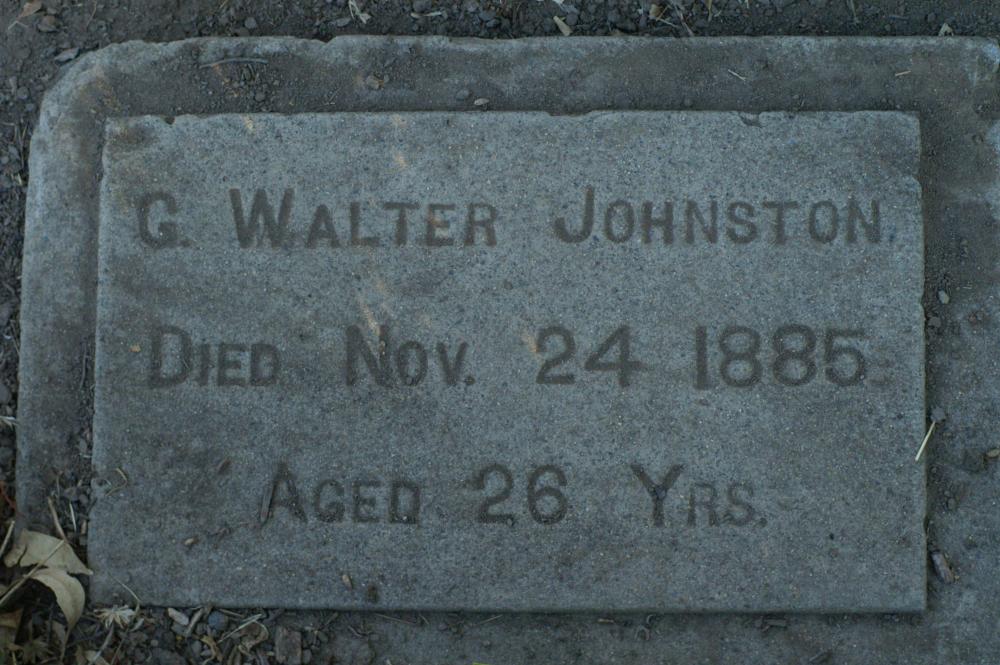 G. WALTER JOHNSTON
DIED NOV. 24 1885
AGED 26 YRS.